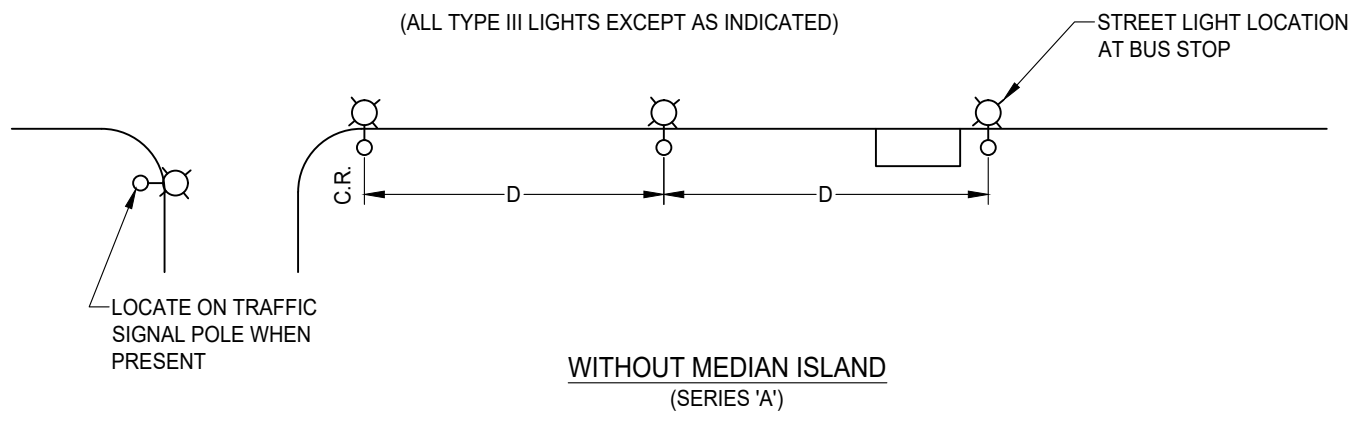 (ALL TYPE III LIGHTS EXCEPT AS INDICATED)
STREET LIGHT LOCATION
AT BUS STOP
C.R.
D
D
LOCATE ON TRAFFIC
SIGNAL POLE WHEN
PRESENT
WITHOUT MEDIAN ISLAND
(SERIES 'A')